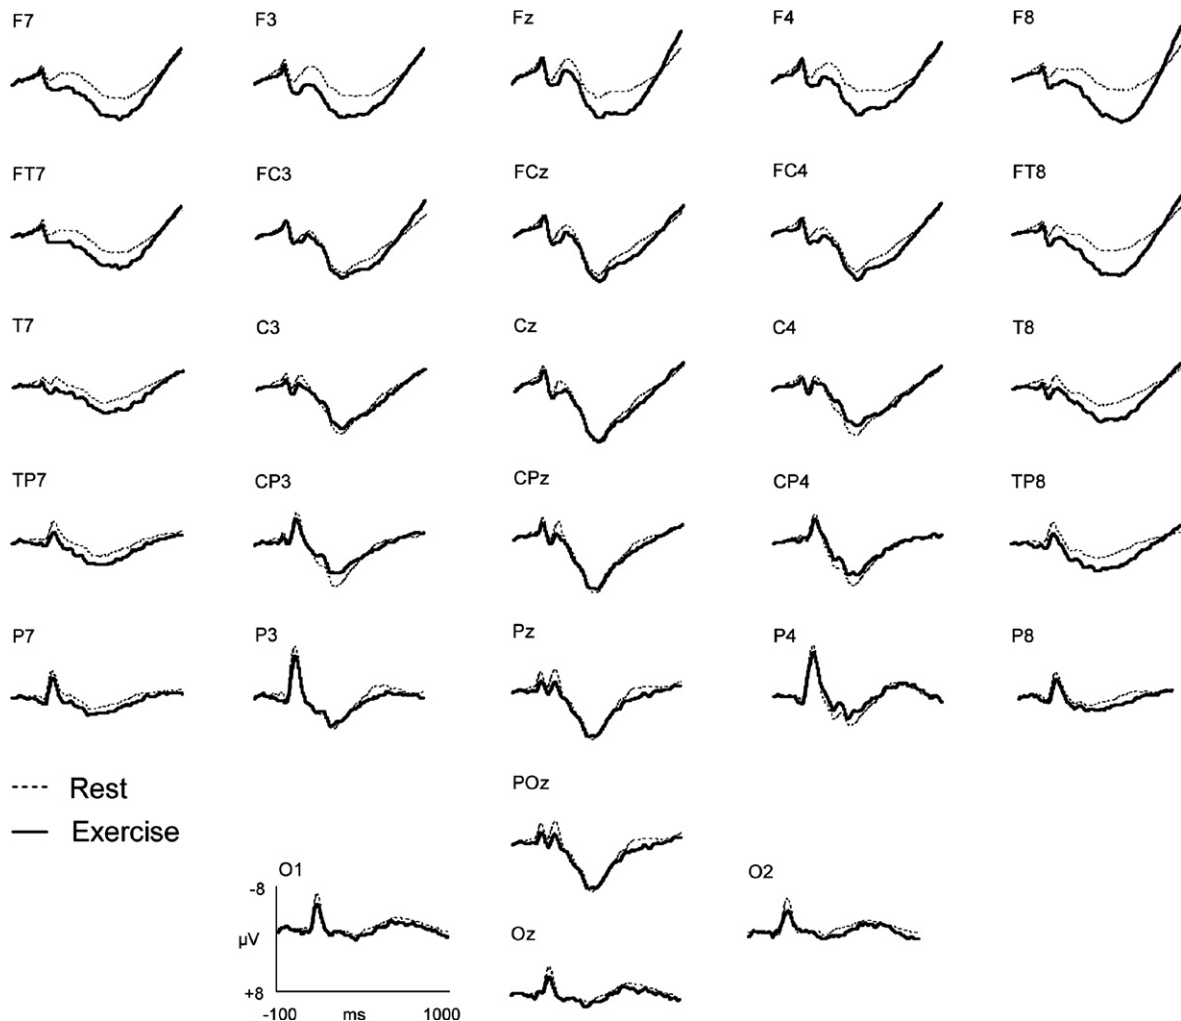 F7 F3 Fz F4 F8
FT7 FC3 FCz FC4 FT8
T7 C3 Cz C4 T8
TP7 CP3 CPz CP4 TP8
P7 P3 Pz P4 P8
Rest
Exercise
POz
O1 O2
-8
µV
+8
-100 ms 1000
Oz